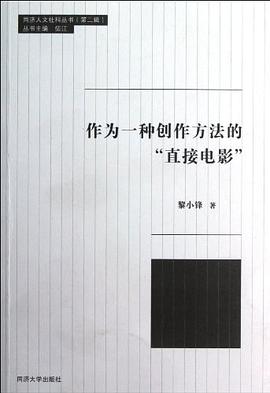 同济人文社科丛书(第二辑)
丛书主编 孙江
作为一种创作方法的
“直接电影”
黎小锋 著
同济大学出版社